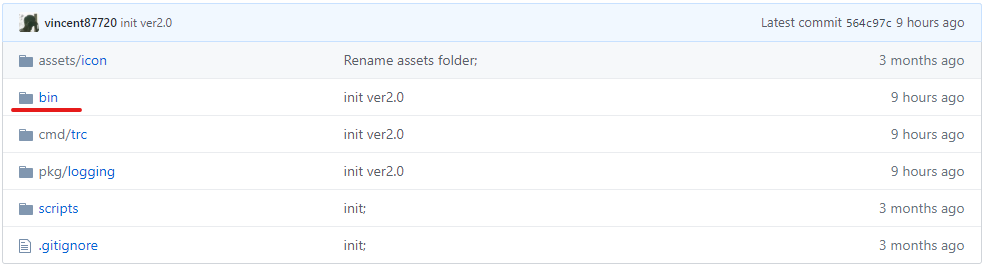 vincent87720 init ver2.0 Latest commit 564c97c 9 hours ago
assets/icon Rename assets folder; 3 months ago
bin init ver2.0 9 hours ago
cmd/trc init ver2.0 9 hours ago
pkg/logging init ver2.0 9 hours ago
scripts init; 3 months ago
.gitignore init; 3 months ago